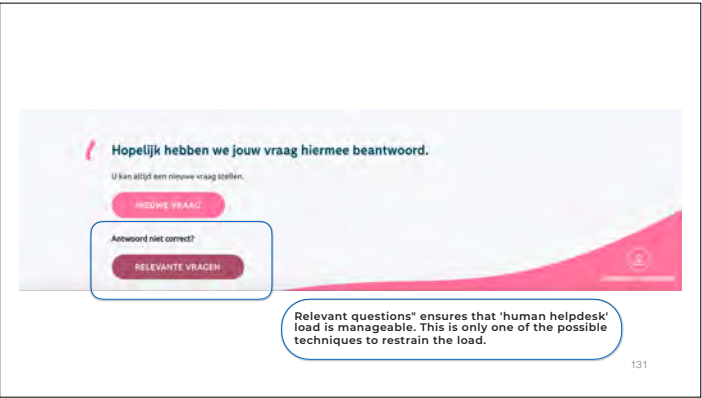 Hopelijk hebben we jouw vraag hiermee beantwoord.
U kan altijd een nieuwe vraag stellen.
NIEUWE VRAAG
Antwoord niet correct?
RELEVANTE VRAGEN
Relevant questions" ensures that 'human helpdesk'
load is manageable. This is only one of the possible
techniques to restrain the load.
131